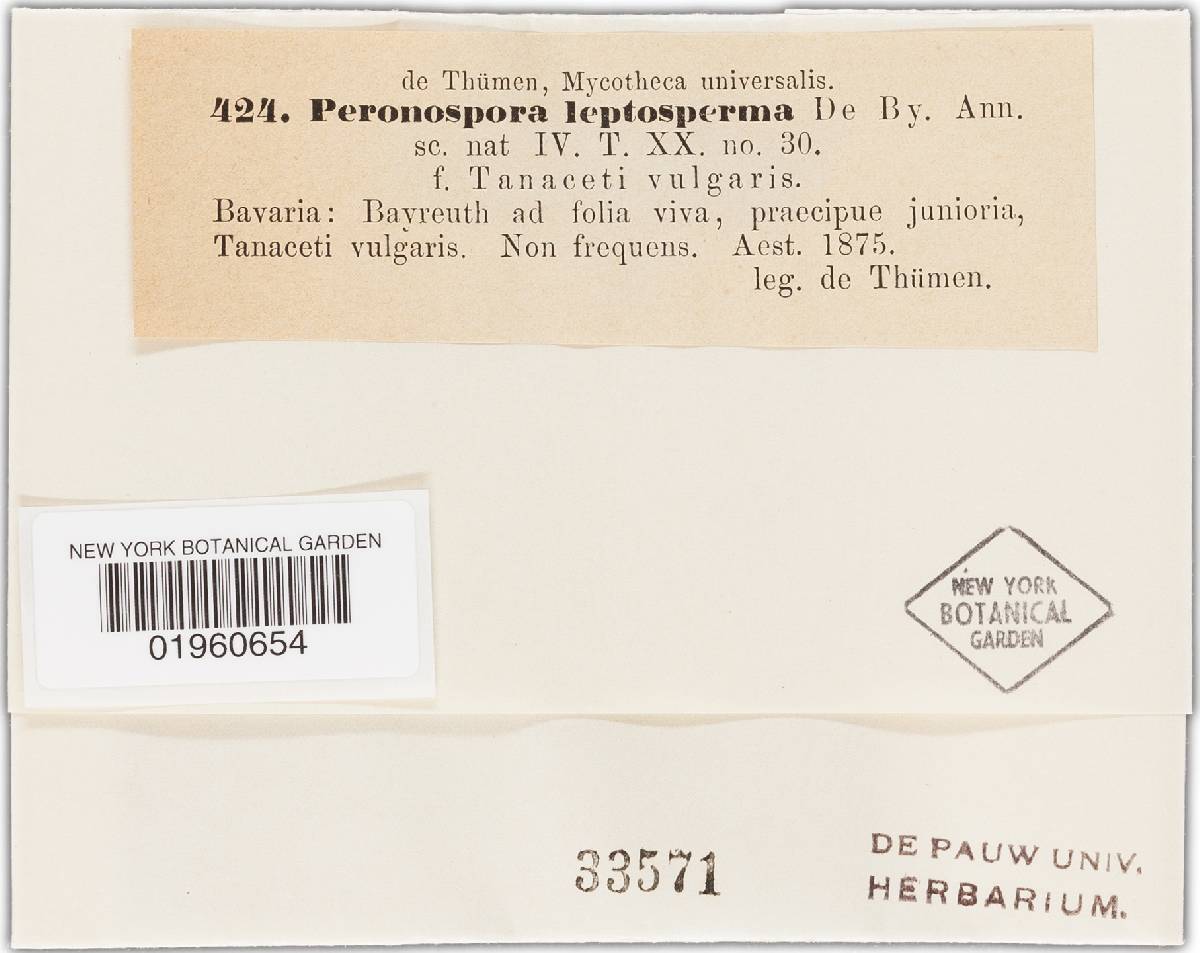 de Thümen, Mycotheca universalis.
424. Peronospora leptosperma De By. Ann.
sc. nat IV. T. XX. no. 30.
f. Tanaceti vulgaris.
Bavaria: Bayreuth ad folia viva, praecipue junioria,
Tanaceti vulgaris. Non frequens. Aest. 1875.
leg. de Thümen.
NEW YORK BOTANICAL GARDEN
01960654
NEW YORK
BOTANICAL
GARDEN
33571
DE PAUW UNIV.
HERBARIUM.